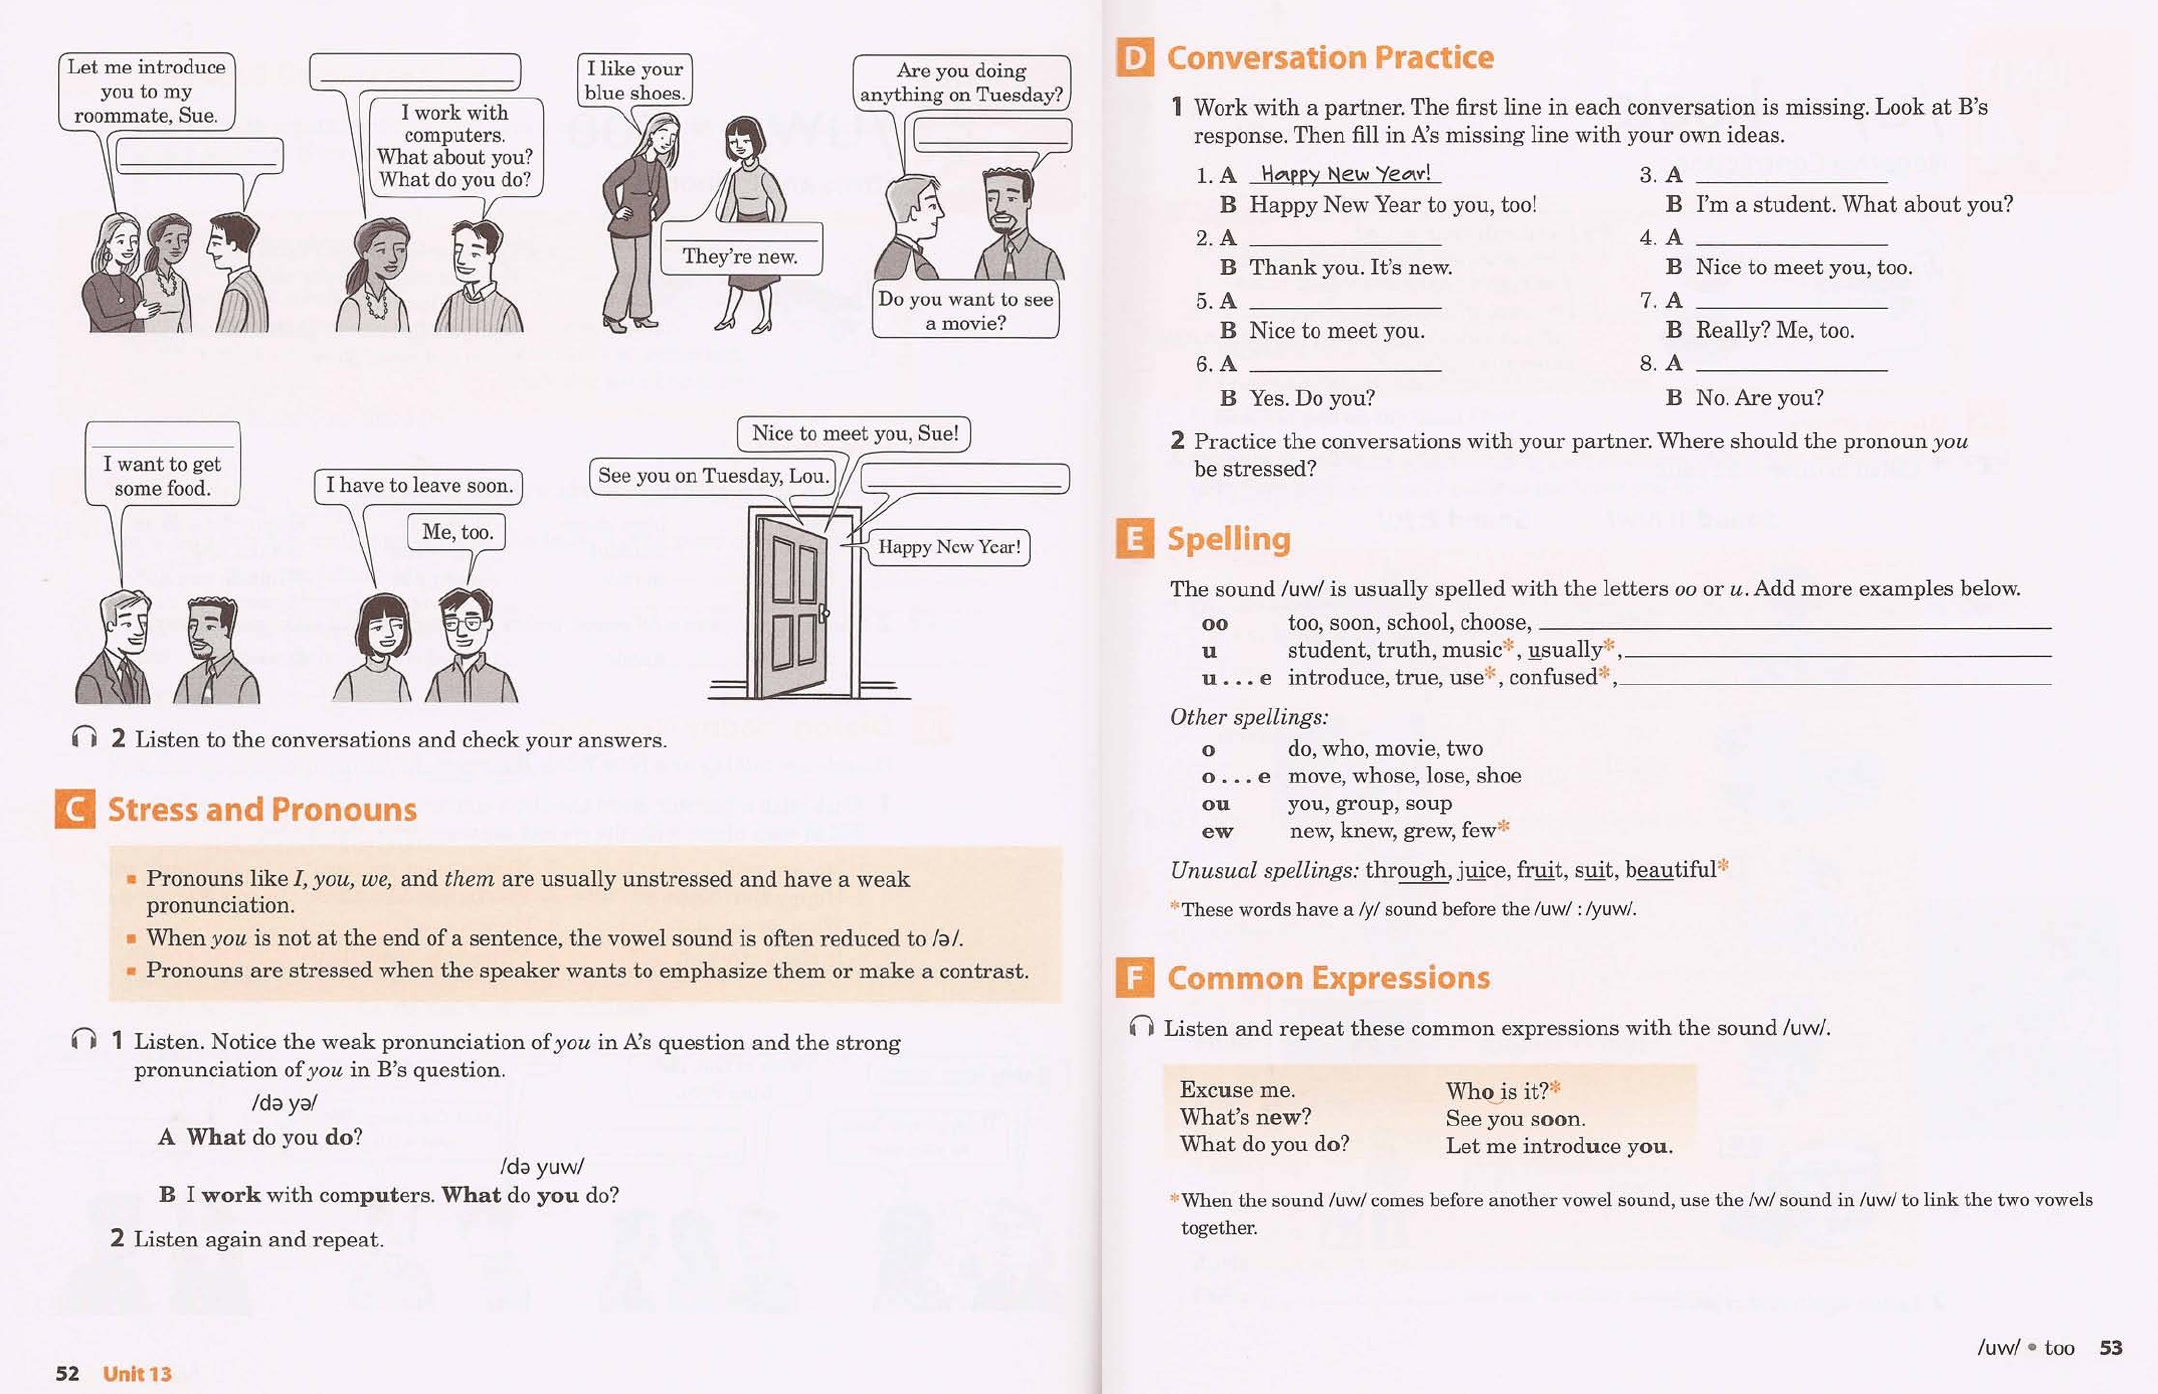 Let me introduce
you to my
roommate, Sue.
I work with
computers.
What about you?
What do you do?
I like your
blue shoes.
They're new.
Are you doing
anything on Tuesday?
Do you want to see
a movie?
I want to get
some food.
I have to leave soon.
Me, too.
Nice to meet you, Sue!
See you on Tuesday, Lou.
Happy New Year!
2 Listen to the conversations and check your answers.
C Stress and Pronouns
Pronouns like I, you, we, and them are usually unstressed and have a weak
pronunciation.
When you is not at the end of a sentence, the vowel sound is often reduced to /ə/.
Pronouns are stressed when the speaker wants to emphasize them or make a contrast.
1 Listen. Notice the weak pronunciation of you in A's question and the strong
pronunciation of you in B's question.
/də yə/
A What do you do?
/də yuw/
B I work with computers. What do you do?
2 Listen again and repeat.
52 Unit 13
D Conversation Practice
1 Work with a partner. The first line in each conversation is missing. Look at B's
response. Then fill in A's missing line with your own ideas.
1. A Happy New Year!
B Happy New Year to you, too!
2. A
B Thank you. It's new.
5. A
B Nice to meet you.
6. A
B Yes. Do you?
3. A
B I'm a student. What about you?
4. A
B Nice to meet you, too.
7. A
B Really? Me, too.
8. A
B No. Are you?
2 Practice the conversations with your partner. Where should the pronoun you
be stressed?
E Spelling
The sound /uw/ is usually spelled with the letters oo or u. Add more examples below.
oo too, soon, school, choose,
u student, truth, music*, usually*,
u...e introduce, true, use*, confused*,
Other spellings:
o do, who, movie, two
o...e move, whose, lose, shoe
ou you, group, soup
ew new, knew, grew, few*
Unusual spellings: through, juice, fruit, suit, beautiful*
*These words have a /y/ sound before the /uw/ : /yuw/.
F Common Expressions
Listen and repeat these common expressions with the sound /uw/.
Excuse me.
What's new?
What do you do?
Who is it?*
See you soon.
Let me introduce you.
*When the sound /uw/ comes before another vowel sound, use the /w/ sound in /uw/ to link the two vowels
together.
/uw/ • too 53